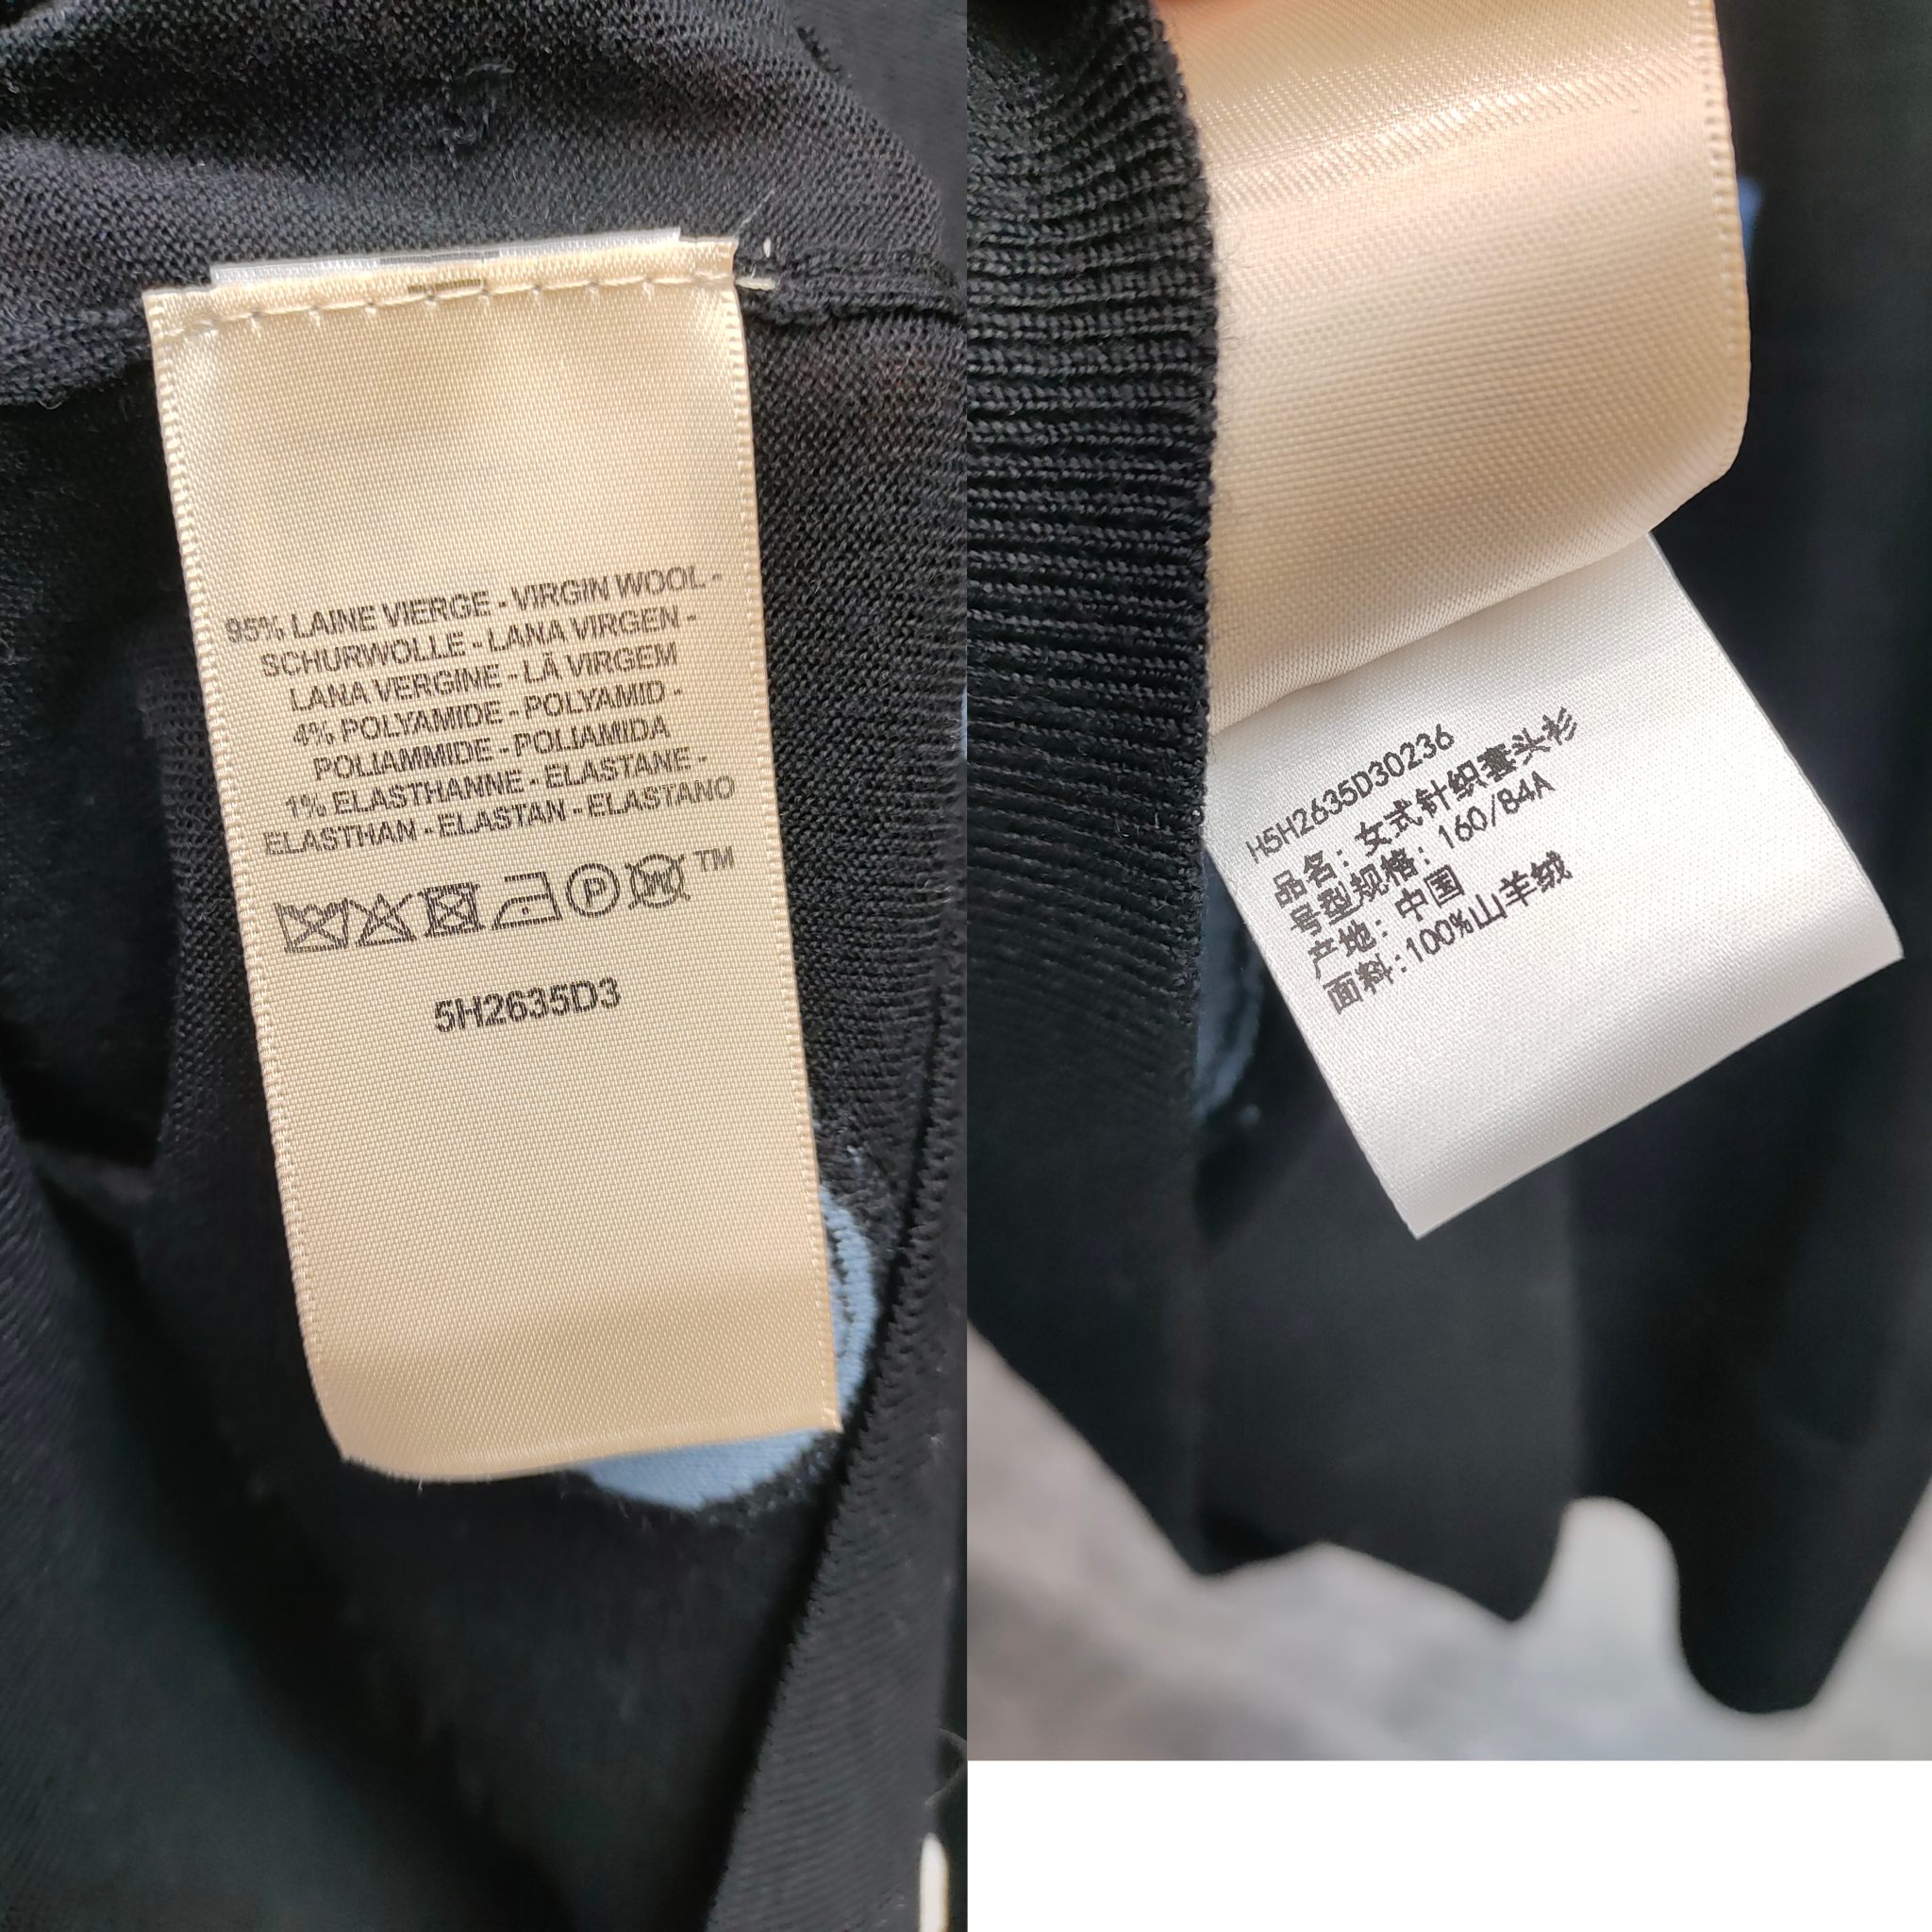 95% LAINE VIERGE - VIRGIN WOOL -
SCHURWOLLE - LANA VIRGEN -
LANA VERGINE - LÃ VIRGEM
4% POLYAMIDE - POLYAMID -
POLIAMMIDE - POLIAMIDA
1% ELASTHANNE - ELASTANE -
ELASTHAN - ELASTAN - ELASTANO
P W TM
5H2635D3
H5H2635D30236
品名: 女式针织套头衫
号型规格: 160/84A
产地: 中国
面料:100%山羊绒